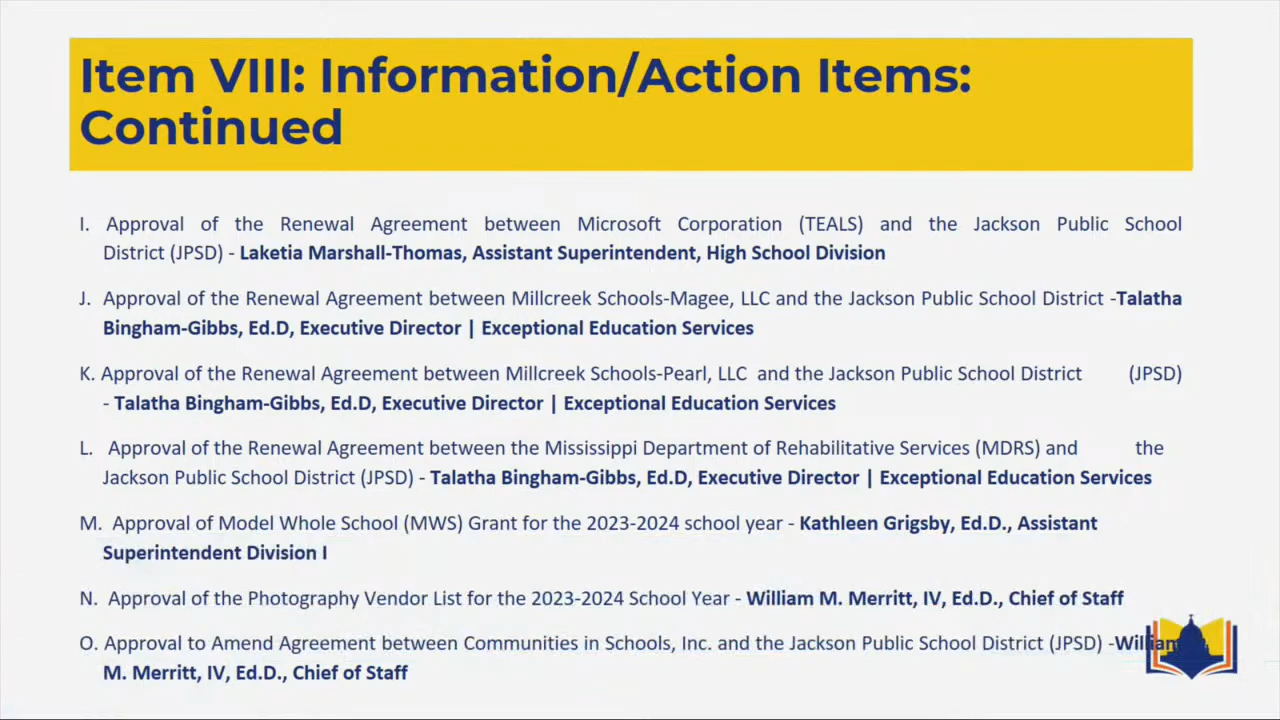 Item VIII: Information/Action Items:
Continued
I. Approval of the Renewal Agreement between Microsoft Corporation (TEALS) and the Jackson Public School
District (JPSD) - Laketia Marshall-Thomas, Assistant Superintendent, High School Division
J. Approval of the Renewal Agreement between Millcreek Schools-Magee, LLC and the Jackson Public School District -Talatha
Bingham-Gibbs, Ed.D, Executive Director | Exceptional Education Services
K. Approval of the Renewal Agreement between Millcreek Schools-Pearl, LLC and the Jackson Public School District (JPSD)
- Talatha Bingham-Gibbs, Ed.D, Executive Director | Exceptional Education Services
L. Approval of the Renewal Agreement between the Mississippi Department of Rehabilitative Services (MDRS) and the
Jackson Public School District (JPSD) - Talatha Bingham-Gibbs, Ed.D, Executive Director | Exceptional Education Services
M. Approval of Model Whole School (MWS) Grant for the 2023-2024 school year - Kathleen Grigsby, Ed.D., Assistant
Superintendent Division I
N. Approval of the Photography Vendor List for the 2023-2024 School Year - William M. Merritt, IV, Ed.D., Chief of Staff
O. Approval to Amend Agreement between Communities in Schools, Inc. and the Jackson Public School District (JPSD) -William
M. Merritt, IV, Ed.D., Chief of Staff